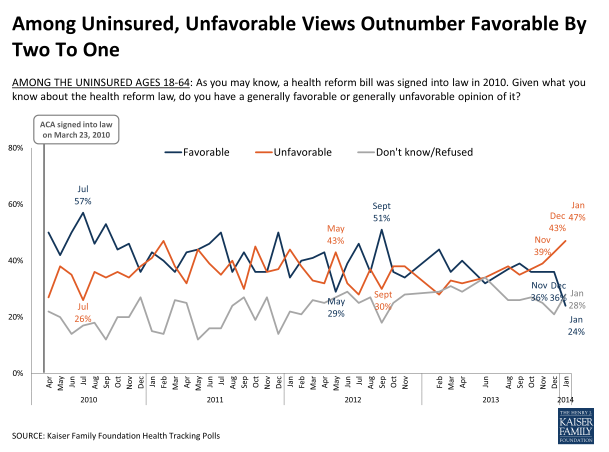 Among Uninsured, Unfavorable Views Outnumber Favorable By
Two To One
AMONG THE UNINSURED AGES 18-64: As you may know, a health reform bill was signed into law in 2010. Given what you
know about the health reform law, do you have a generally favorable or generally unfavorable opinion of it?
ACA signed into law
on March 23, 2010
Favorable Unfavorable Don't know/Refused
80%
60%
40%
20%
0%
Jul
57%
Jul
26%
May
43%
May
29%
Sept
51%
Sept
30%
Nov
39%
Dec
43%
Jan
47%
Nov
36%
Dec
36%
Jan
28%
Jan
24%
Apr May Jun Jul Aug Sep Oct Nov Dec Jan Feb Mar Apr May Jun Jul Aug Sep Oct Nov Dec Jan Feb Mar Apr May Jun Jul Aug Sep Oct Nov Feb Mar Apr Jun Aug Sep Oct Nov Dec Jan
2010 2011 2012 2013 2014
SOURCE: Kaiser Family Foundation Health Tracking Polls
THE HENRY J.
KAISER
FAMILY
FOUNDATION